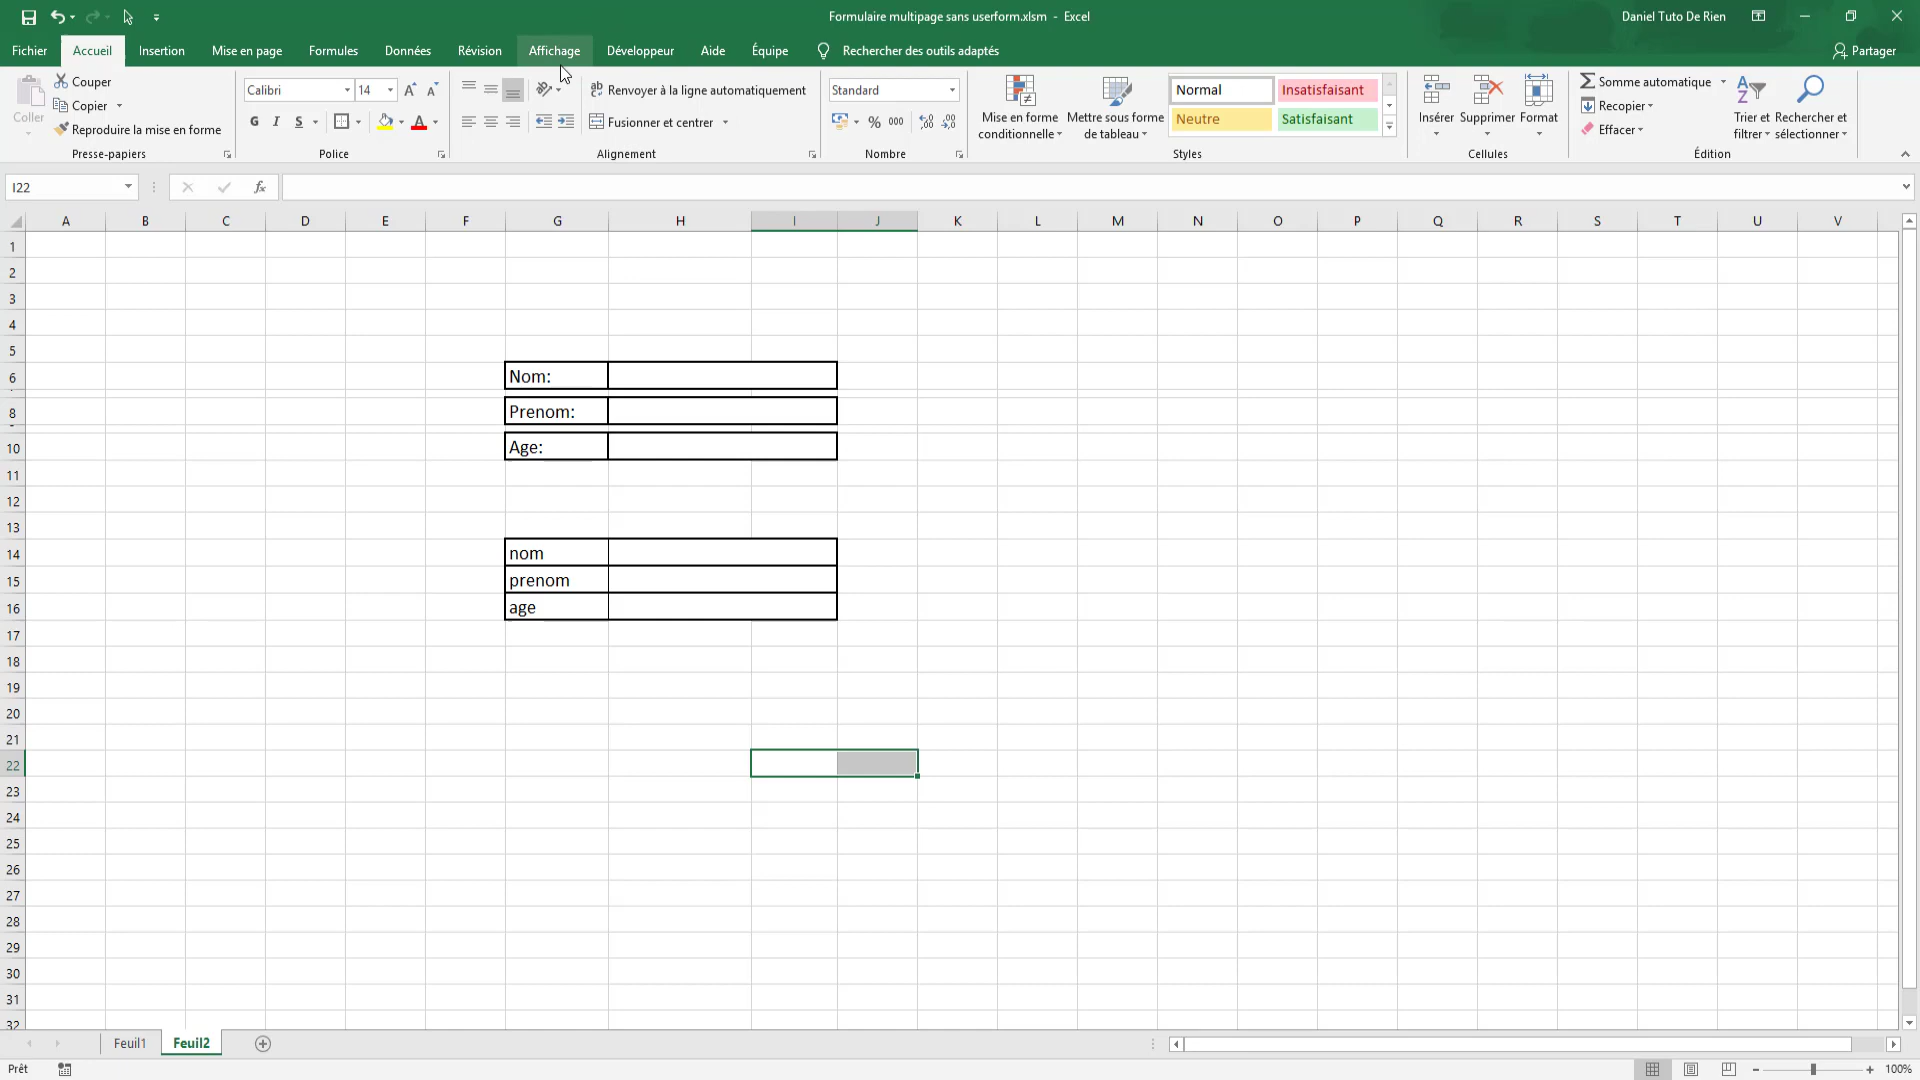 Formulaire multipage sans userform.xlsm - Excel
Daniel Tuto De Rien
Fichier Accueil Insertion Mise en page Formules Données Révision Affichage Développeur Aide Équipe Rechercher des outils adaptés Partager
Coller
Couper
Copier
Reproduire la mise en forme
Presse-papiers
Calibri 14
G I S A
Police
Renvoyer à la ligne automatiquement
Fusionner et centrer
Alignement
Standard
% 000
Nombre
Mise en forme conditionnelle
Mettre sous forme de tableau
Normal Insatisfaisant
Neutre Satisfaisant
Styles
Insérer Supprimer Format
Cellules
Somme automatique
Recopier
Effacer
Trier et filtrer
Rechercher et sélectionner
Édition
I22
fx
A B C D E F G H I J K L M N O P Q R S T U V
1
2
3
4
5
6 Nom:
8 Prenom:
10 Age:
11
12
13
14 nom
15 prenom
16 age
17
18
19
20
21
22
23
24
25
26
27
28
29
30
31
32
Feuil1 Feuil2
Prêt
100%